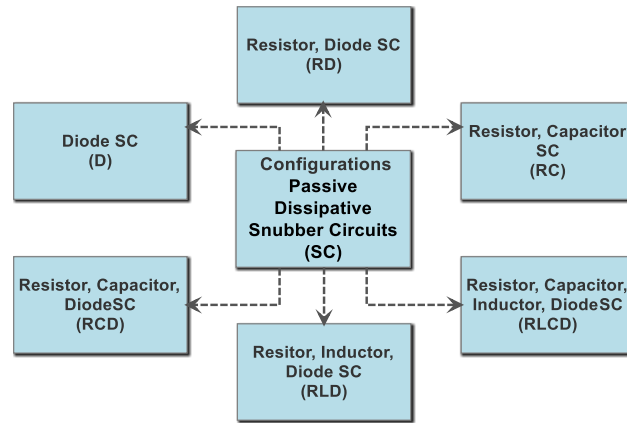 Resistor, Diode SC
(RD)
Diode SC
(D)
Resistor, Capacitor
SC
(RC)
Configurations
Passive
Dissipative
Snubber Circuits
(SC)
Resistor, Capacitor,
DiodeSC
(RCD)
Resitor, Inductor,
Diode SC
(RLD)
Resistor, Capacitor,
Inductor, DiodeSC
(RLCD)